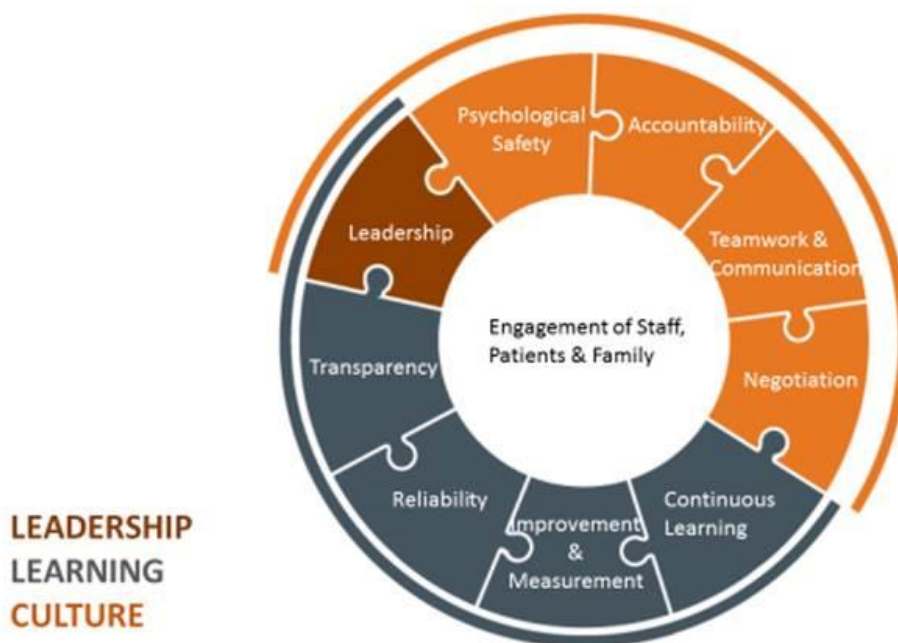 Psychological
Safety
Accountability
Leadership
Teamwork &
Communication
Engagement of Staff,
Patients & Family
Transparency
Negotiation
Reliability
Improvement
&
Measurement
Continuous
Learning
LEADERSHIP
LEARNING
CULTURE